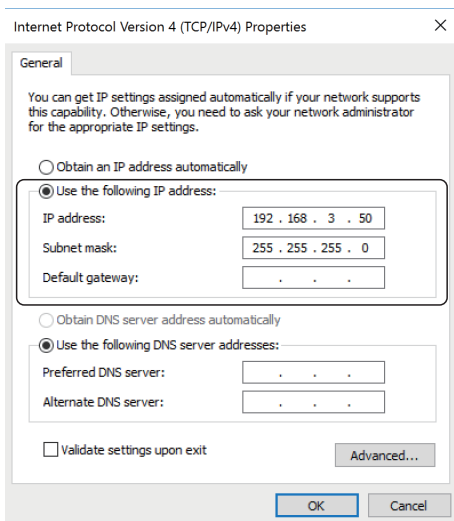 Internet Protocol Version 4 (TCP/IPv4) Properties
General
You can get IP settings assigned automatically if your network supports
this capability. Otherwise, you need to ask your network administrator
for the appropriate IP settings.
Obtain an IP address automatically
Use the following IP address:
IP address: 192 . 168 . 3 . 50
Subnet mask: 255 . 255 . 255 . 0
Default gateway: . . .
Obtain DNS server address automatically
Use the following DNS server addresses:
Preferred DNS server: . . .
Alternate DNS server: . . .
Validate settings upon exit
Advanced...
OK Cancel